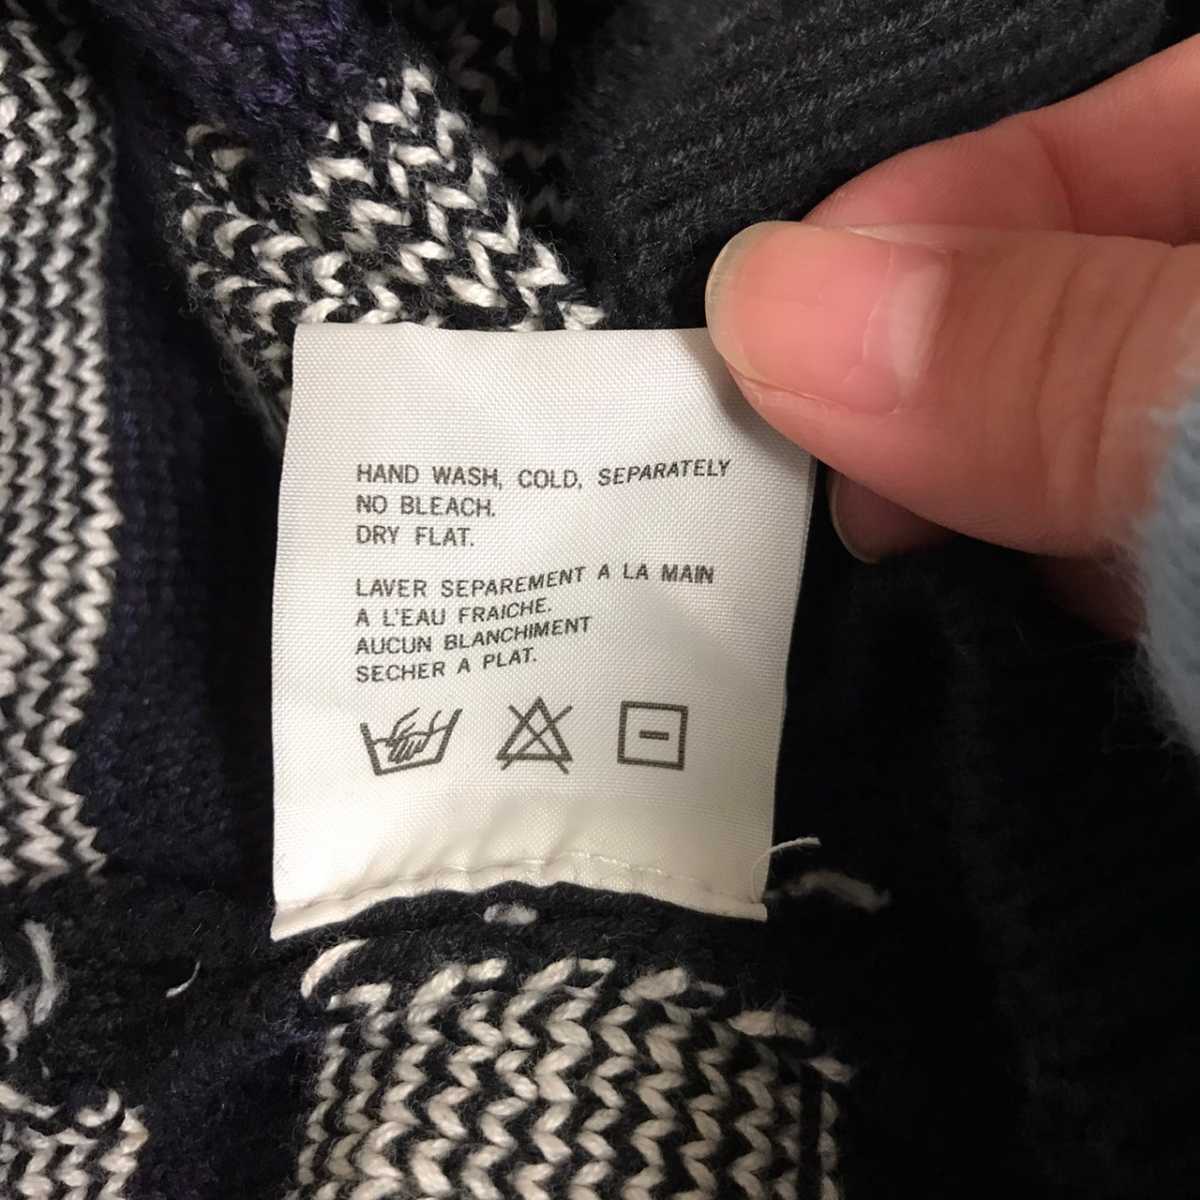 HAND WASH, COLD, SEPARATELY
NO BLEACH.
DRY FLAT.
LAVER SEPAREMENT A LA MAIN
A L'EAU FRAICHE.
AUCUN BLANCHIMENT
SECHER A PLAT.